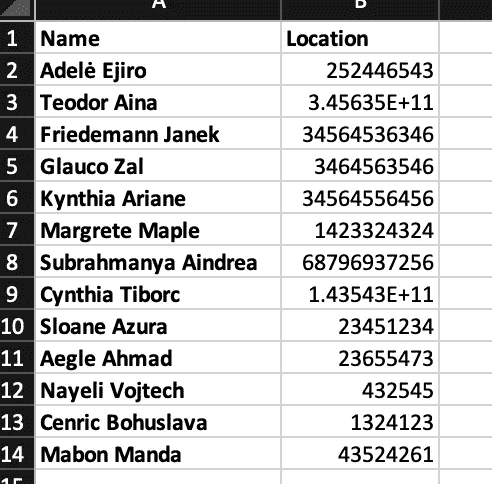 A B
1 Name Location
2 Adelė Ejiro 252446543
3 Teodor Aina 3.45635E+11
4 Friedemann Janek 34564536346
5 Glauco Zal 3464563546
6 Kynthia Ariane 34564556456
7 Margrete Maple 1423324324
8 Subrahmanya Aindrea 68796937256
9 Cynthia Tiborc 1.43543E+11
10 Sloane Azura 23451234
11 Aegle Ahmad 23655473
12 Nayeli Vojtech 432545
13 Cenric Bohuslava 1324123
14 Mabon Manda 43524261
15